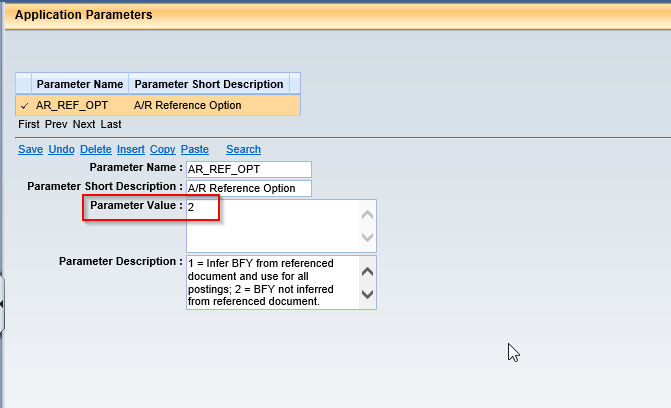 Application Parameters
Parameter Name Parameter Short Description
AR_REF_OPT A/R Reference Option
First Prev Next Last
Save Undo Delete Insert Copy Paste Search
Parameter Name : AR_REF_OPT
Parameter Short Description : A/R Reference Option
Parameter Value : 2
Parameter Description : 1 = Infer BFY from referenced
document and use for all
postings; 2 = BFY not inferred
from referenced document.